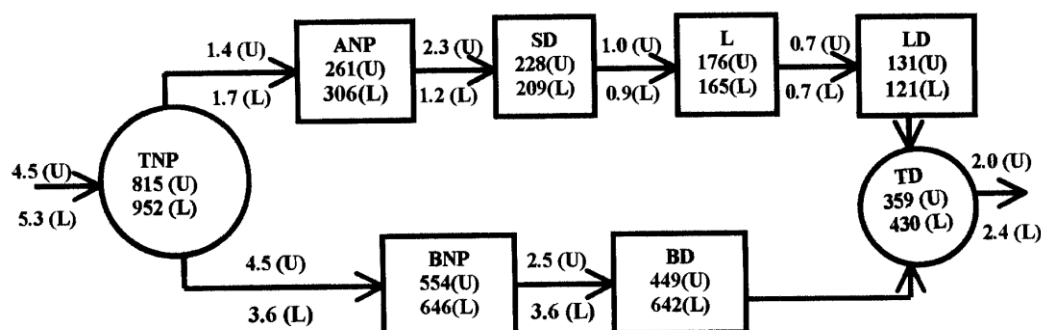 1.4 (U)
1.7 (L)
ANP
261(U)
306(L)
2.3 (U)
1.2 (L)
SD
228(U)
209(L)
1.0 (U)
0.9(L)
L
176(U)
165(L)
0.7 (U)
0.7 (L)
LD
131(U)
121(L)
4.5 (U)
5.3 (L)
TNP
815 (U)
952 (L)
TD
359 (U)
430 (L)
2.0 (U)
2.4 (L)
4.5 (U)
3.6 (L)
BNP
554(U)
646(L)
2.5 (U)
3.6 (L)
BD
449(U)
642(L)